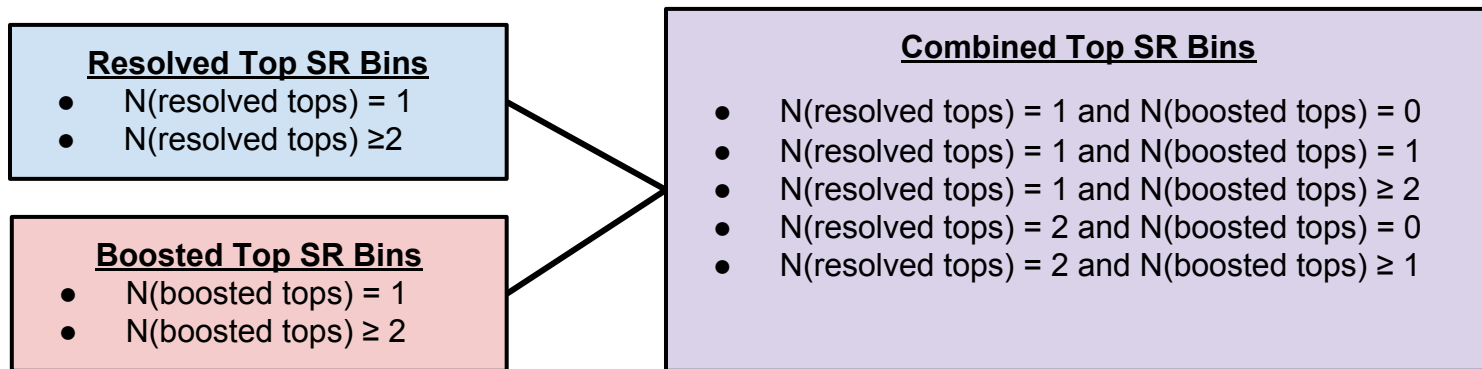 Resolved Top SR Bins
● N(resolved tops) = 1
● N(resolved tops) ≥2
Boosted Top SR Bins
● N(boosted tops) = 1
● N(boosted tops) ≥ 2
Combined Top SR Bins
● N(resolved tops) = 1 and N(boosted tops) = 0
● N(resolved tops) = 1 and N(boosted tops) = 1
● N(resolved tops) = 1 and N(boosted tops) ≥ 2
● N(resolved tops) = 2 and N(boosted tops) = 0
● N(resolved tops) = 2 and N(boosted tops) ≥ 1